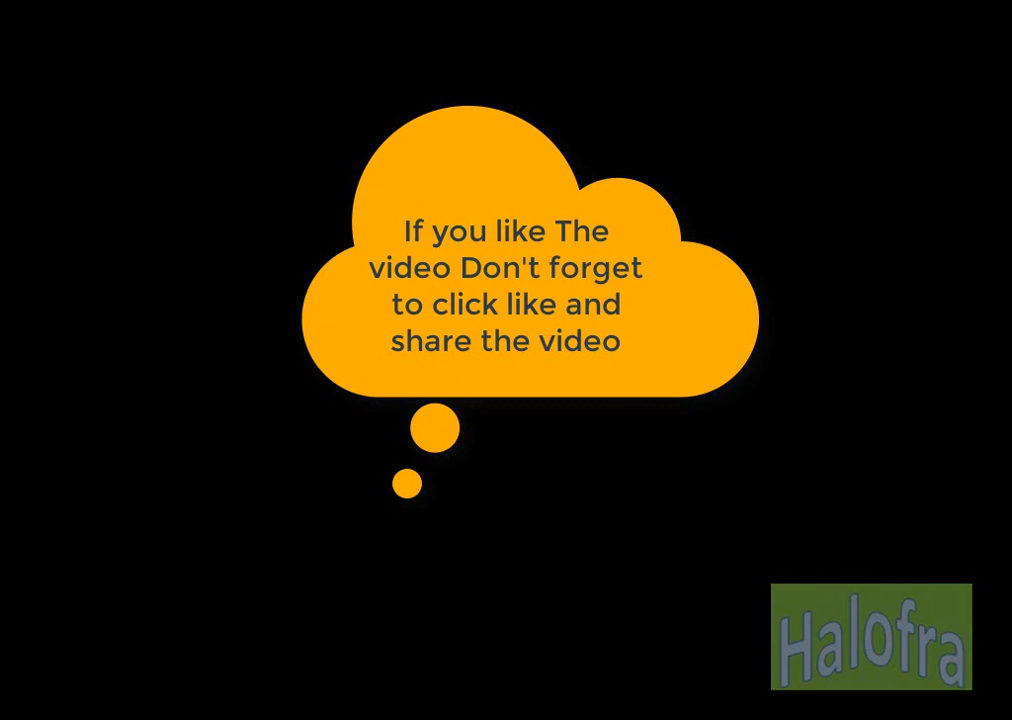 If you like The
video Don't forget
to click like and
share the video
Halofra